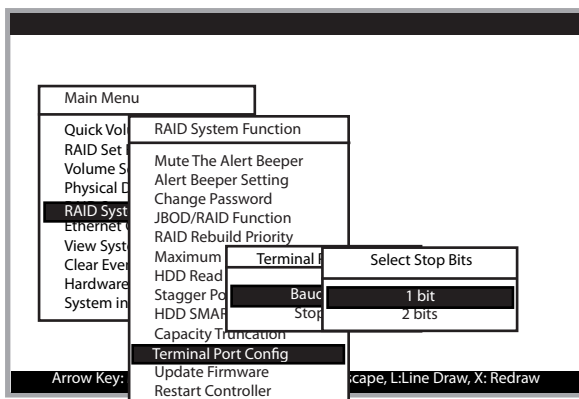 Main Menu
Quick Vol
RAID Set
Volume S
Physical D
RAID Syst
Ethernet
View Syst
Clear Ever
Hardware
System in
RAID System Function
Mute The Alert Beeper
Alert Beeper Setting
Change Password
JBOD/RAID Function
RAID Rebuild Priority
Maximum
HDD Read
Stagger Po
HDD SMAR
Capacity Truncation
Terminal Port Config
Update Firmware
Restart Controller
Terminal P
Baud
Stop
Select Stop Bits
1 bit
2 bits
Arrow Key:
scape, L:Line Draw, X: Redraw